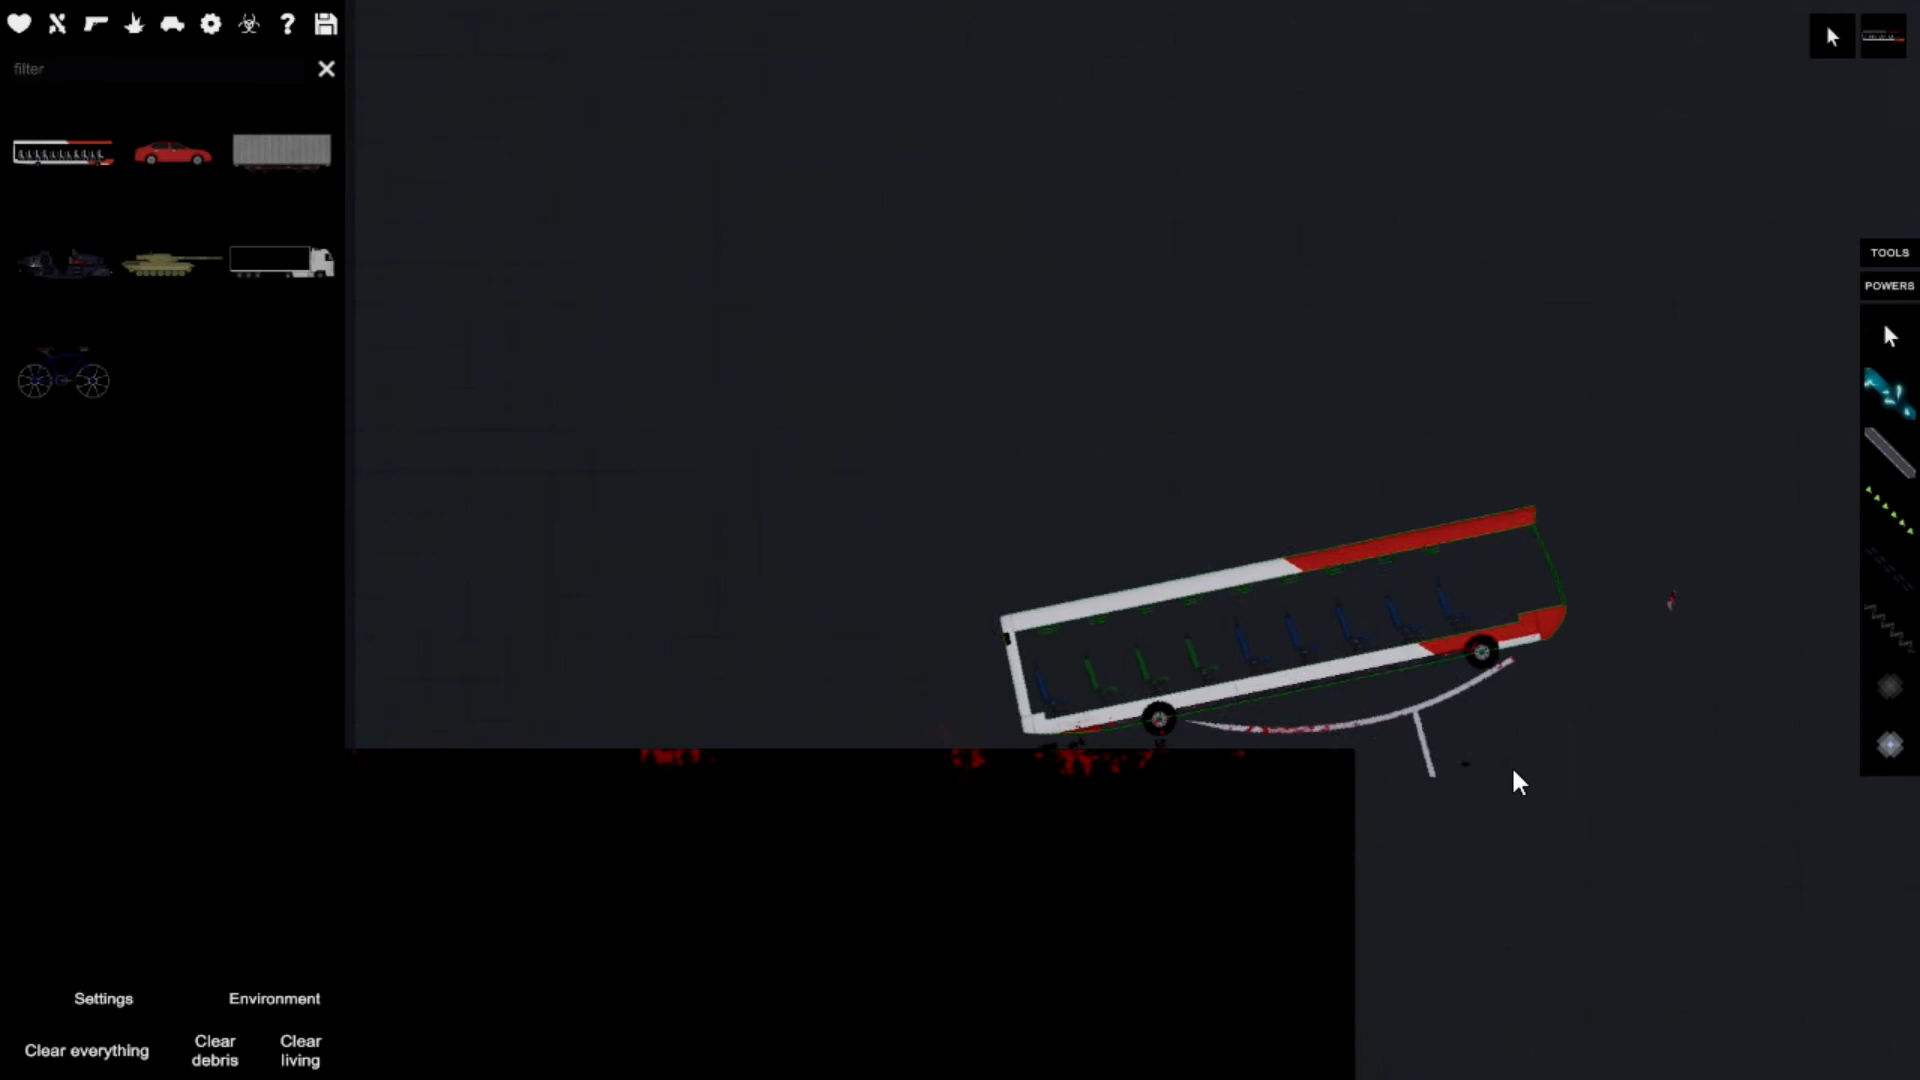 filter
TOOLS
POWERS
Settings
Environment
Clear everything
Clear
debris
Clear
living